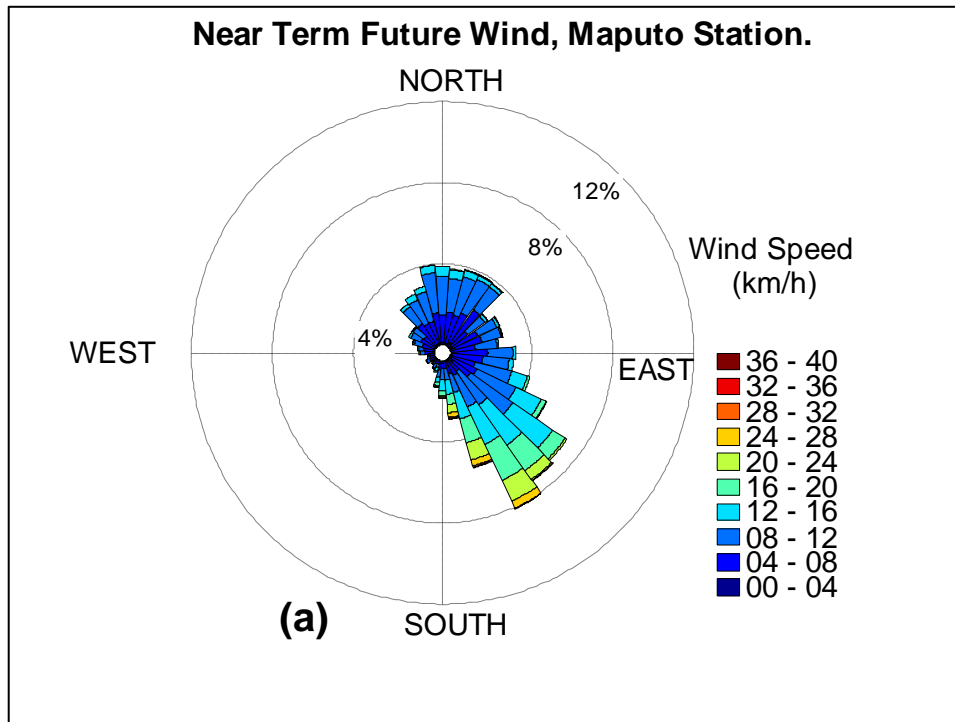 Near Term Future Wind, Maputo Station.
NORTH
12%
8%
4%
WEST
EAST
SOUTH
Wind Speed
(km/h)
36 - 40
32 - 36
28 - 32
24 - 28
20 - 24
16 - 20
12 - 16
08 - 12
04 - 08
00 - 04
(a)